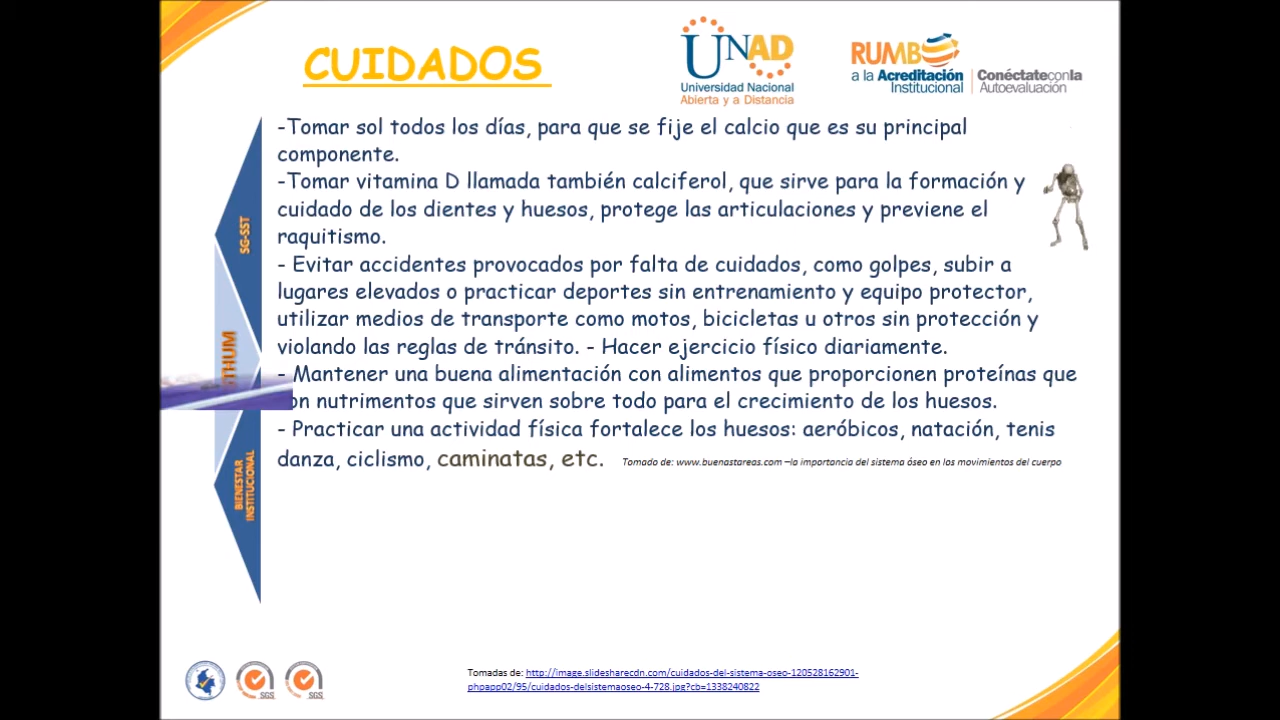 CUIDADOS
UNAD
Universidad Nacional
Abierta y a Distancia
RUMBO
a la Acreditación
Institucional
Conéctate con la
Autoevaluación
-Tomar sol todos los días, para que se fije el calcio que es su principal
componente.
-Tomar vitamina D llamada también calciferol, que sirve para la formación y
cuidado de los dientes y huesos, protege las articulaciones y previene el
raquitismo.
- Evitar accidentes provocados por falta de cuidados, como golpes, subir a
lugares elevados o practicar deportes sin entrenamiento y equipo protector,
utilizar medios de transporte como motos, bicicletas u otros sin protección y
violando las reglas de tránsito. - Hacer ejercicio físico diariamente.
- Mantener una buena alimentación con alimentos que proporcionen proteínas que
on nutrimentos que sirven sobre todo para el crecimiento de los huesos.
- Practicar una actividad física fortalece los huesos: aeróbicos, natación, tenis
danza, ciclismo, caminatas, etc.
Tomado de: www.buenastareas.com –la importancia del sistema óseo en los movimientos del cuerpo
SG-SST
THUM
BIENESTAR
INSTITUCIONAL
SGS
SGS
Tomadas de: http://image.slidesharecdn.com/cuidados-del-sistema-oseo-120528162901-
phpapp02/95/cuidados-delsistemaoseo-4-728.jpg?cb=1338240822